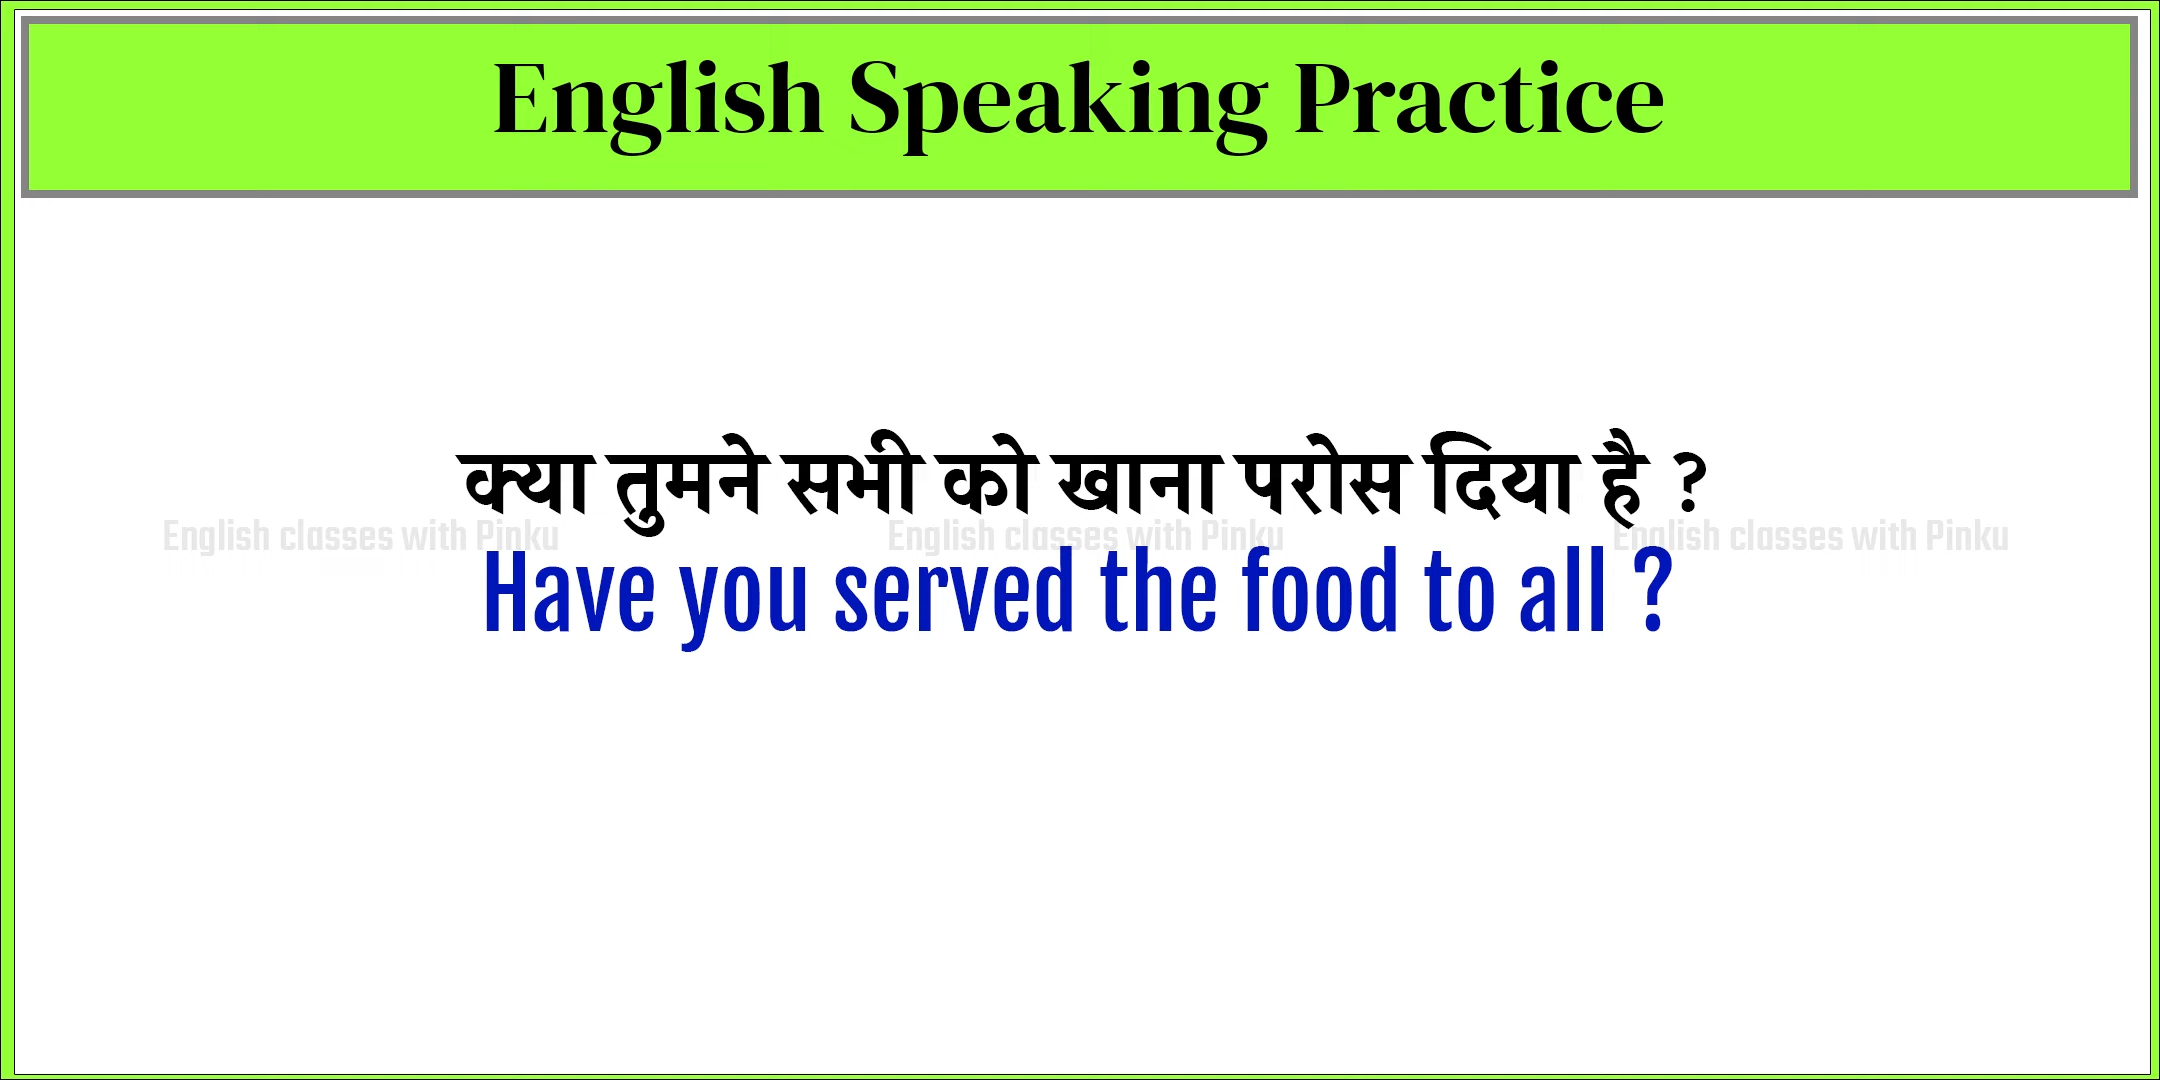 English Speaking Practice
क्या तुमने सभी को खाना परोस दिया है ?
English classes with Pinku English classes with Pinku English classes with Pinku
Have you served the food to all ?